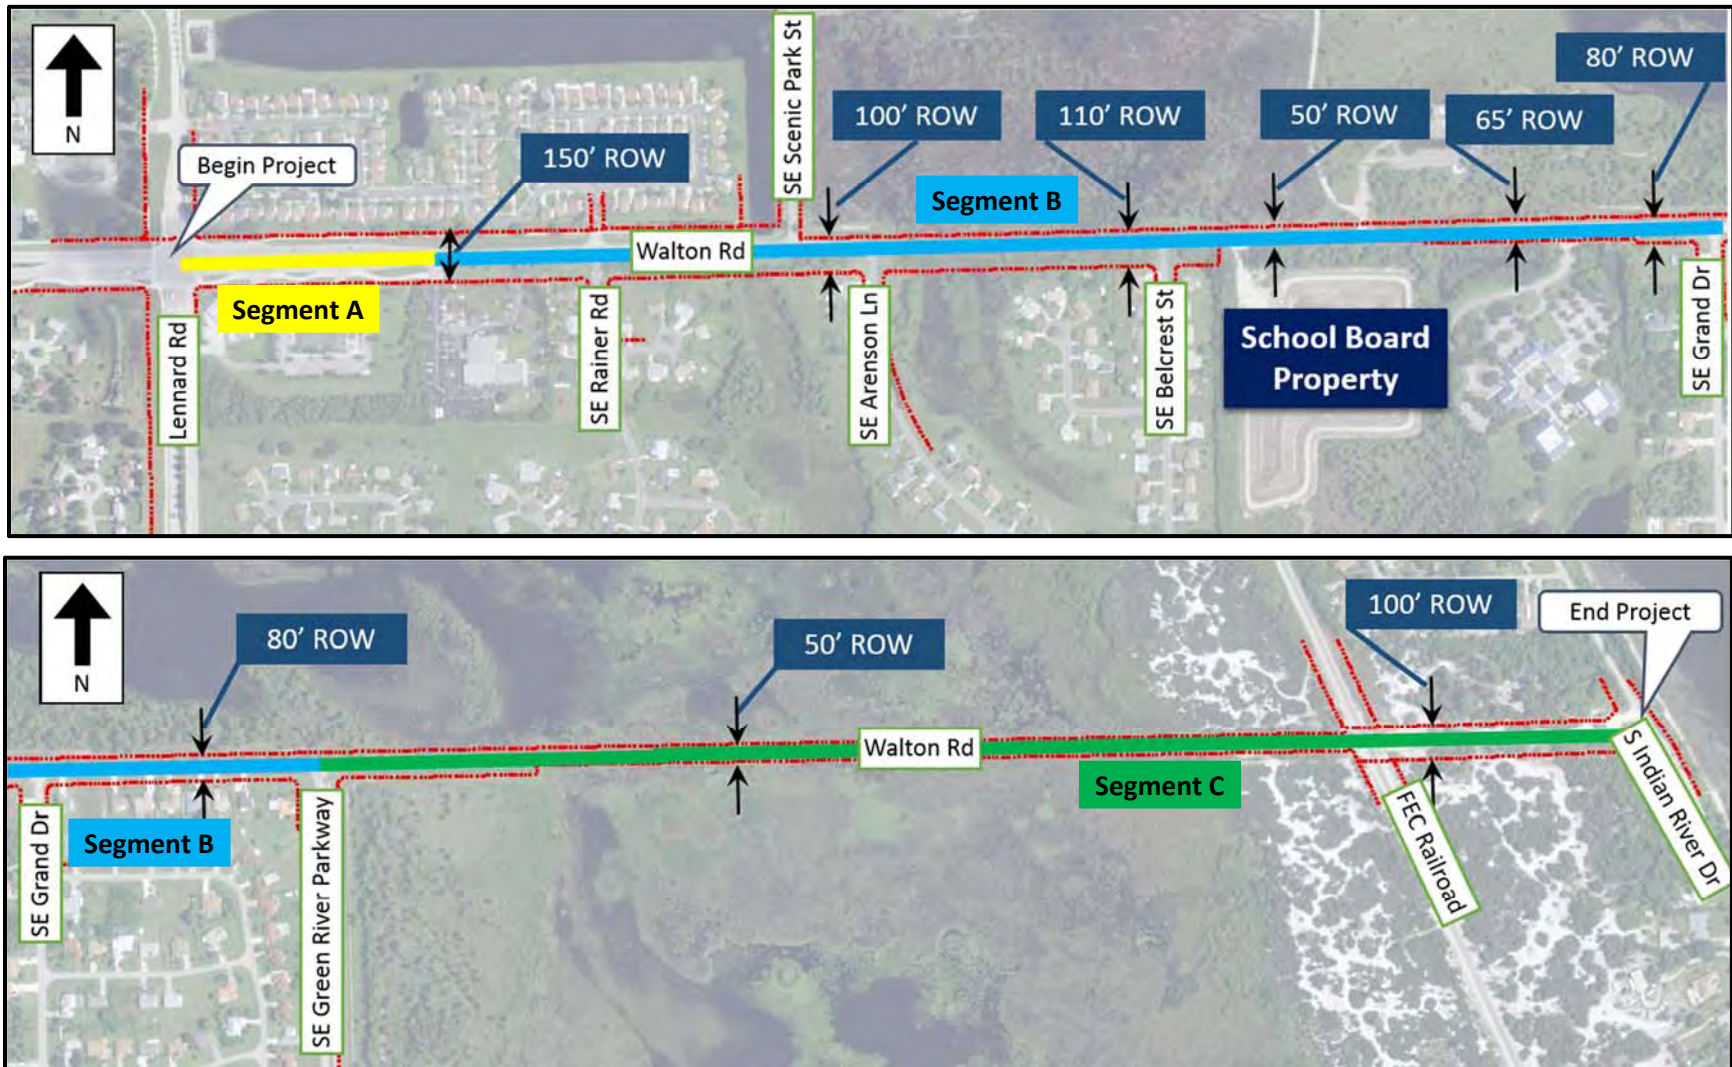 N
Begin Project
150' ROW
SE Scenic Park St
100' ROW
110' ROW
50' ROW
65' ROW
80' ROW
Segment B
Walton Rd
Segment A
Lennard Rd
SE Rainer Rd
SE Arenson Ln
SE Belcrest St
School Board
Property
SE Grand Dr
N
80' ROW
50' ROW
100' ROW
End Project
Walton Rd
Segment C
Segment B
SE Grand Dr
SE Green River Parkway
FEC Railroad
S Indian River Dr